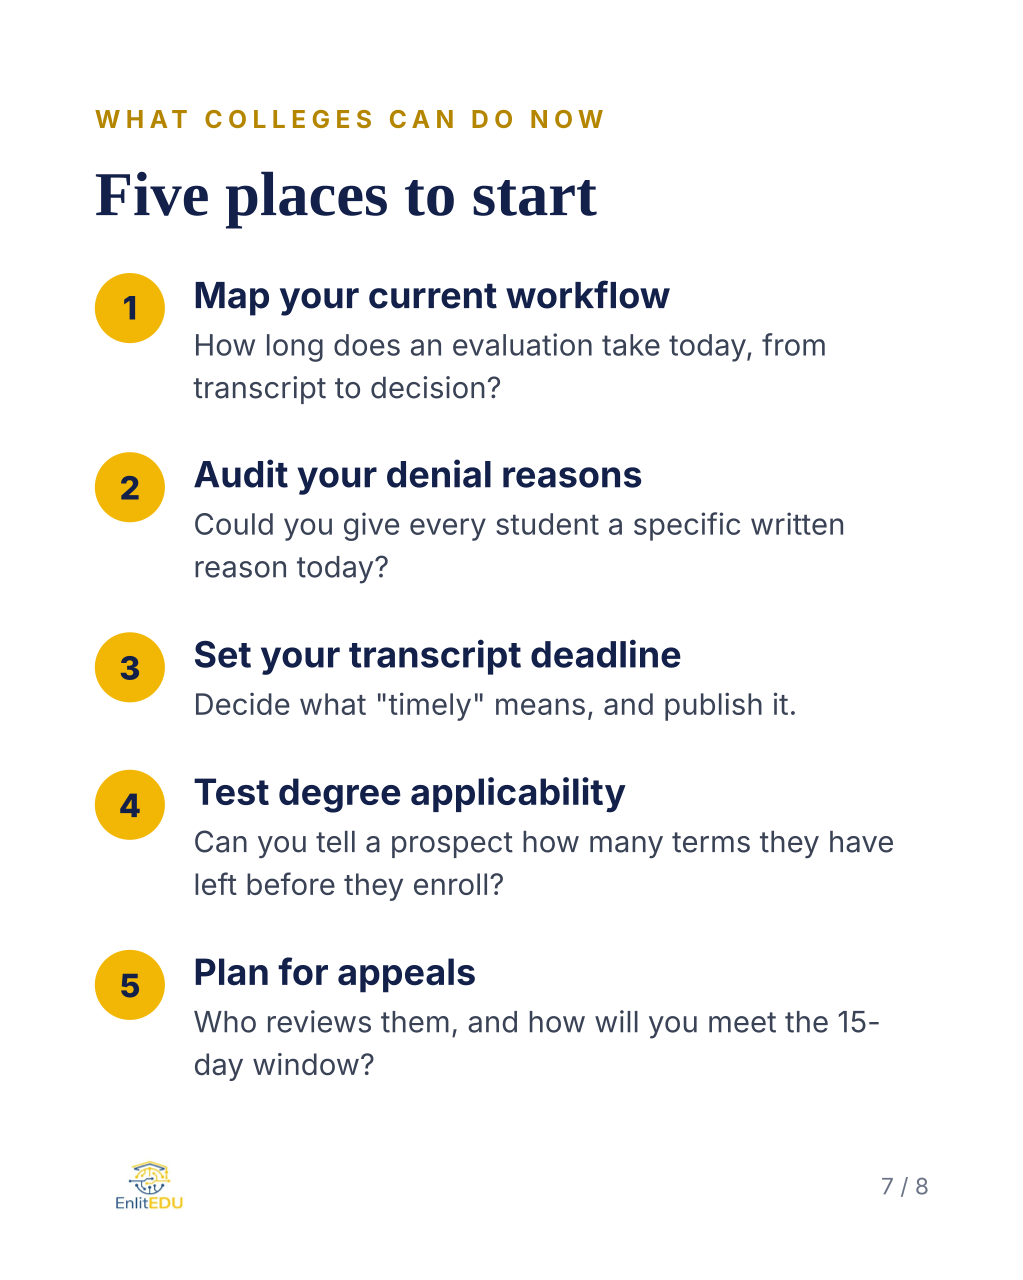 WHAT COLLEGES CAN DO NOW
Five places to start
1
Map your current workflow
How long does an evaluation take today, from
transcript to decision?
2
Audit your denial reasons
Could you give every student a specific written
reason today?
3
Set your transcript deadline
Decide what "timely" means, and publish it.
4
Test degree applicability
Can you tell a prospect how many terms they have
left before they enroll?
5
Plan for appeals
Who reviews them, and how will you meet the 15-
day window?
EnlitEDU
7 / 8